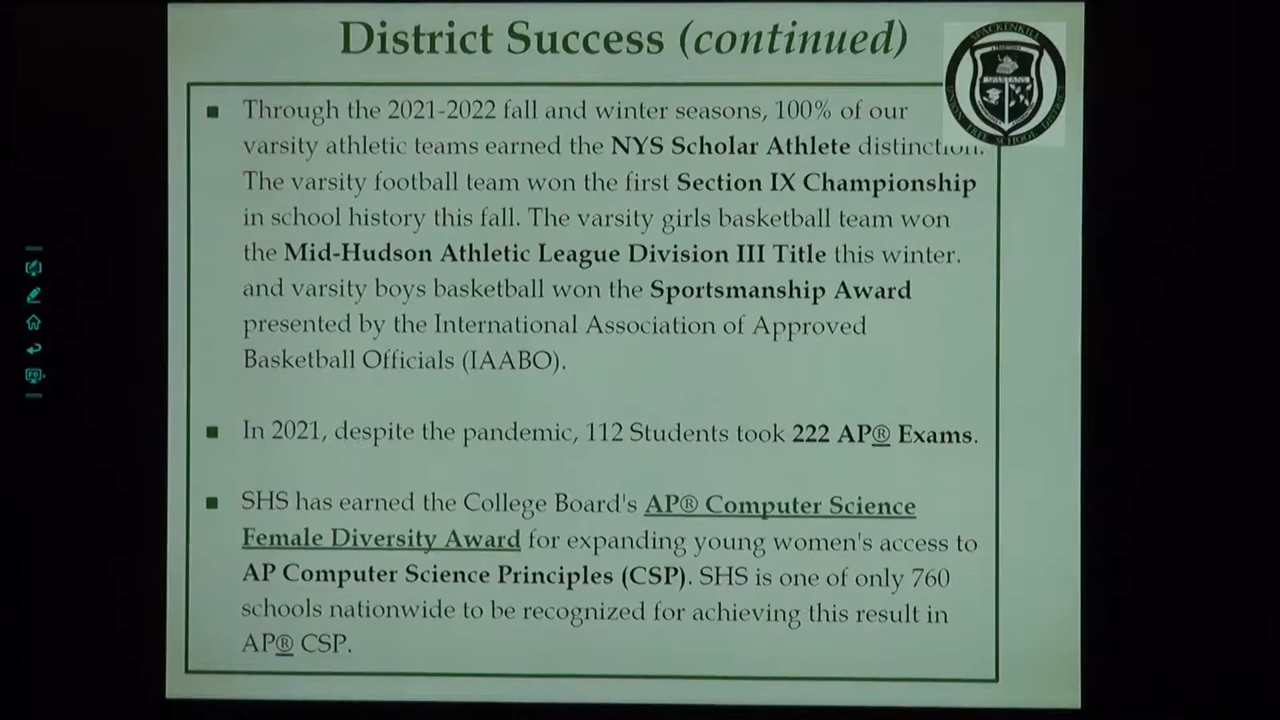 District Success (continued)
SPACKENKILL
SPARTANS
UNION FREE SCHOOL DISTRICT
Through the 2021-2022 fall and winter seasons, 100% of our
varsity athletic teams earned the NYS Scholar Athlete distinction.
The varsity football team won the first Section IX Championship
in school history this fall. The varsity girls basketball team won
the Mid-Hudson Athletic League Division III Title this winter.
and varsity boys basketball won the Sportsmanship Award
presented by the International Association of Approved
Basketball Officials (IAABO).
In 2021, despite the pandemic, 112 Students took 222 AP® Exams.
SHS has earned the College Board's AP® Computer Science
Female Diversity Award for expanding young women's access to
AP Computer Science Principles (CSP). SHS is one of only 760
schools nationwide to be recognized for achieving this result in
AP® CSP.